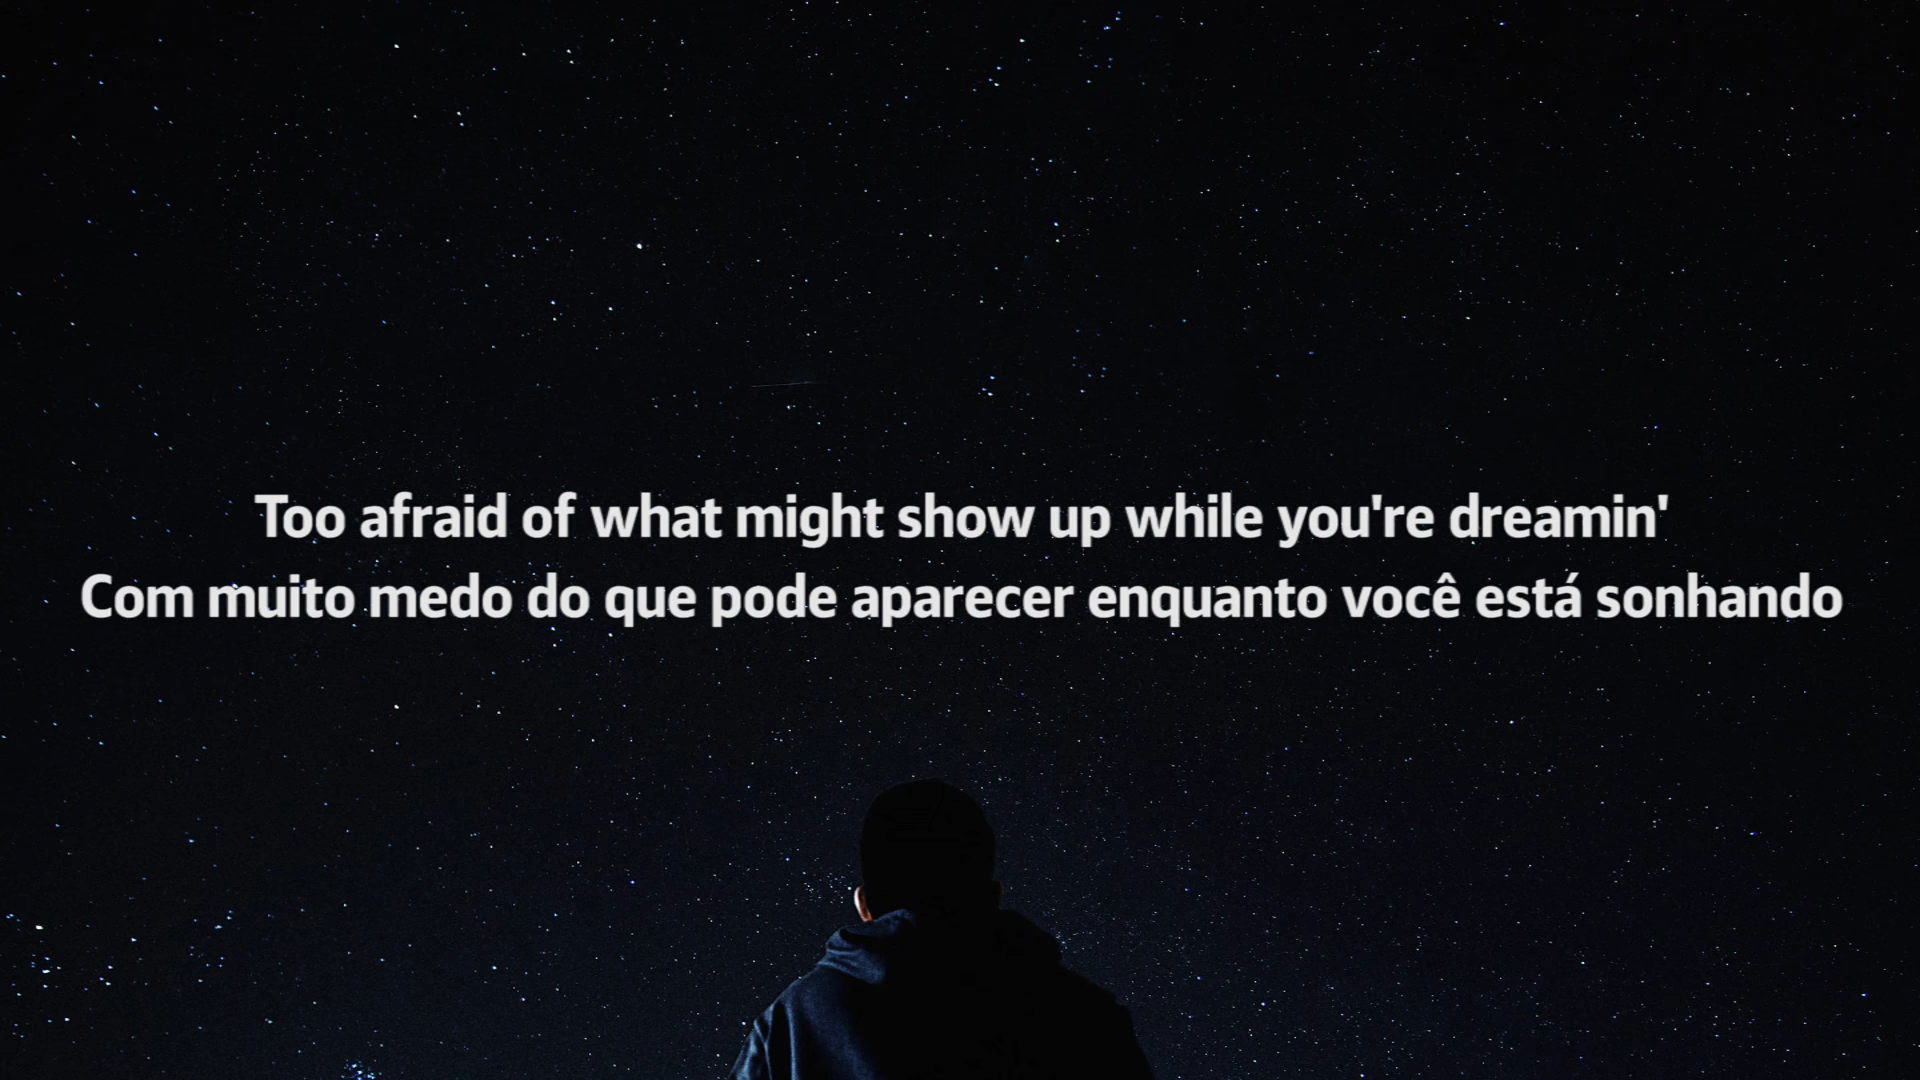 Too afraid of what might show up while you're dreamin'
Com muito medo do que pode aparecer enquanto você está sonhando